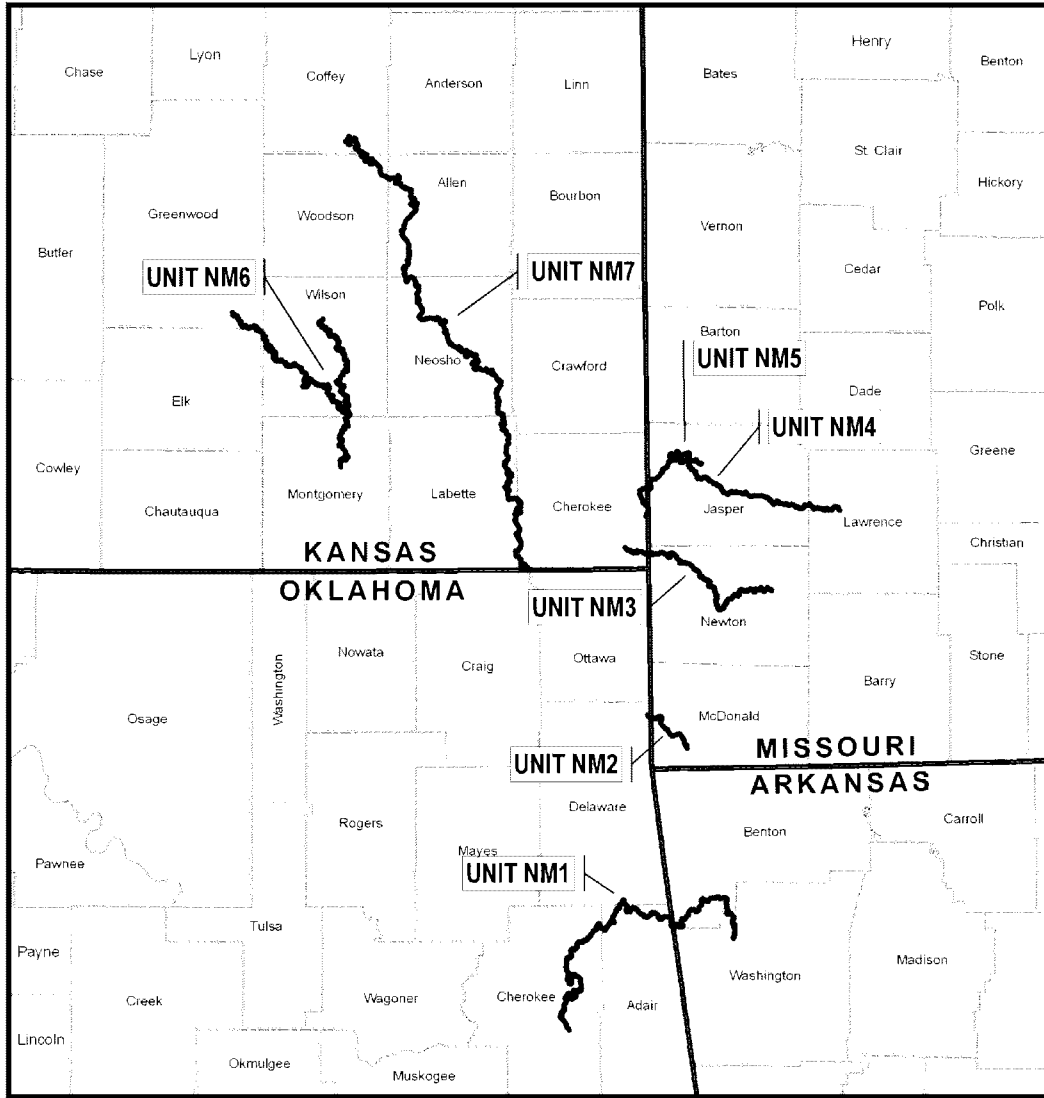 Henry
Lyon
Benton
Chase
Coffey
Anderson
Linn
Bates
St. Clair
Allen
Hickory
Bourbon
Greenwood
Woodson
Vernon
Butler
Cedar
UNIT NM6
UNIT NM7
Wilson
Polk
Barton
Neosho
UNIT NM5
Crawford
Dade
Elk
UNIT NM4
Greene
Cowley
Montgomery
Labette
Cherokee
Jasper
Chautauqua
Lawrence
Christian
KANSAS
OKLAHOMA
UNIT NM3
Newton
Nowata
Craig
Ottawa
Stone
Barry
Washington
Osage
McDonald
MISSOURI
UNIT NM2
ARKANSAS
Delaware
Carroll
Rogers
Benton
Mayes
Pawnee
UNIT NM1
Tulsa
Payne
Madison
Washington
Creek
Wagoner
Cherokee
Adair
Lincoln
Okmulgee
Muskogee